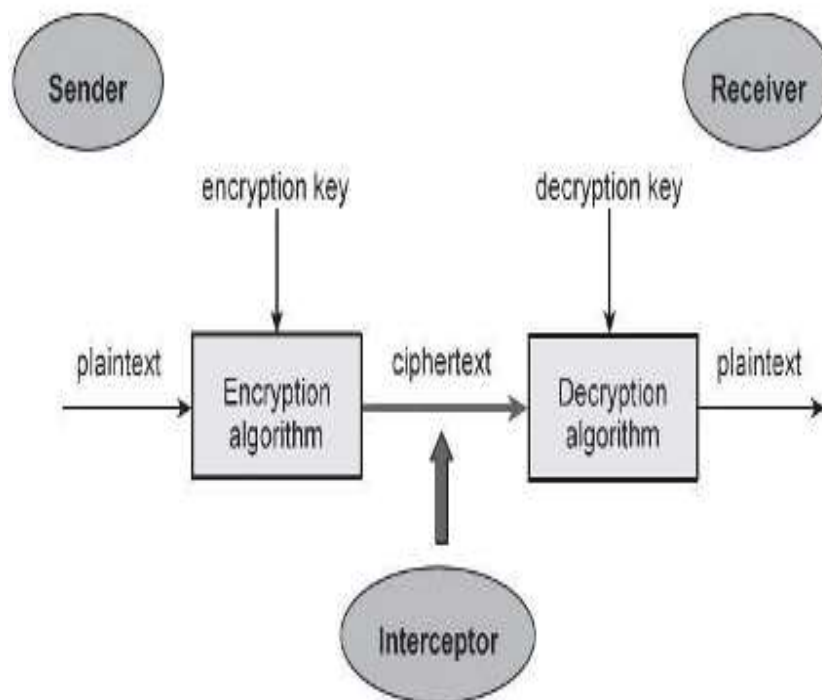 Sender
Receiver
encryption key
decryption key
plaintext
ciphertext
plaintext
Encryption
algorithm
Decryption
algorithm
Interceptor